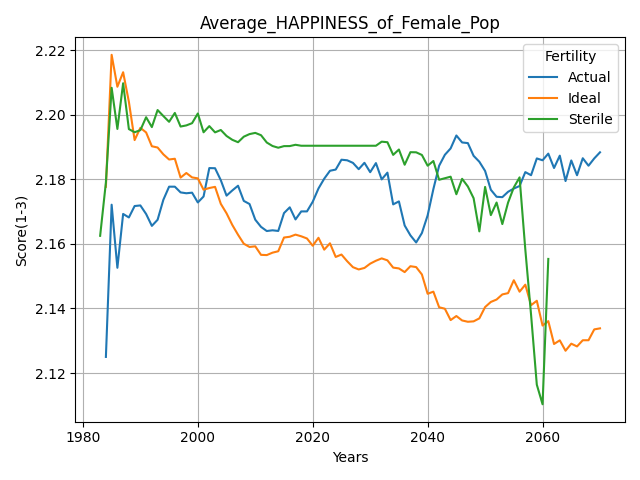 Average_HAPPINESS_of_Female_Pop
Score(1-3)
2.22
2.20
2.18
2.16
2.14
2.12
Fertility
Actual
Ideal
Sterile
1980
2000
2020
2040
2060
Years